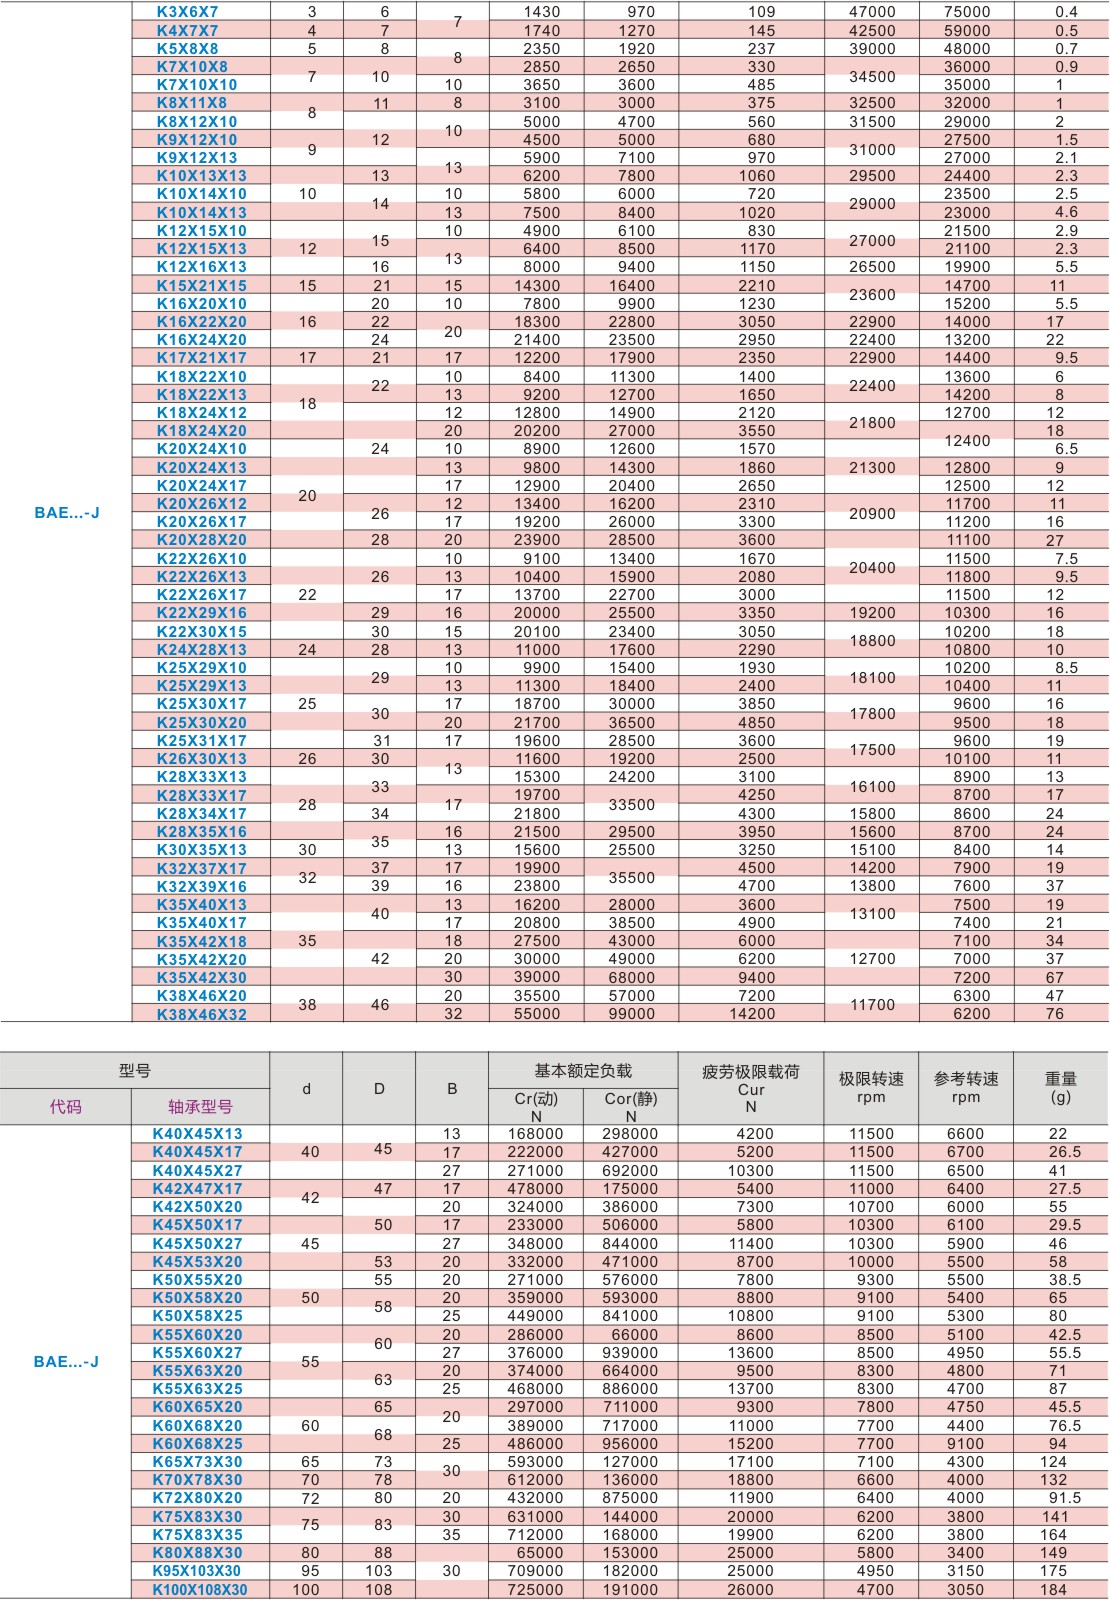 K3X6X7 3 6 7 1430 970 109 47000 75000 0.4
K4X7X7 4 7 1740 1270 145 42500 59000 0.5
K5X8X8 5 8 8 2350 1920 237 39000 48000 0.7
K7X10X8 7 10 2850 2650 330 34500 36000 0.9
K7X10X10 10 3650 3600 485 35000 1
K8X11X8 8 11 8 3100 3000 375 32500 32000 1
K8X12X10 12 10 5000 4700 560 31500 29000 2
K9X12X10 9 4500 5000 680 31000 27500 1.5
K9X12X13 13 5900 7100 970 27000 2.1
K10X13X13 10 13 6200 7800 1060 29500 24400 2.3
K10X14X10 14 10 5800 6000 720 29000 23500 2.5
K10X14X13 13 7500 8400 1020 23000 4.6
K12X15X10 12 15 10 4900 6100 830 27000 21500 2.9
K12X15X13 13 6400 8500 1170 21100 2.3
K12X16X13 16 8000 9400 1150 26500 19900 5.5
K15X21X15 15 21 15 14300 16400 2210 23600 14700 11
K16X20X10 16 20 10 7800 9900 1230 15200 5.5
K16X22X20 22 20 18300 22800 3050 22900 14000 17
K16X24X20 24 21400 23500 2950 22400 13200 22
K17X21X17 17 21 17 12200 17900 2350 22900 14400 9.5
K18X22X10 18 22 10 8400 11300 1400 22400 13600 6
K18X22X13 13 9200 12700 1650 14200 8
K18X24X12 24 12 12800 14900 2120 21800 12700 12
K18X24X20 20 20200 27000 3550 12400 18
K20X24X10 20 10 8900 12600 1570 21300 6.5
K20X24X13 13 9800 14300 1860 12800 9
K20X24X17 17 12900 20400 2650 12500 12
BAE...-J
K20X26X12 26 12 13400 16200 2310 20900 11700 11
K20X26X17 17 19200 26000 3300 11200 16
K20X28X20 28 20 23900 28500 3600 20400 11100 27
K22X26X10 22 26 10 9100 13400 1670 11500 7.5
K22X26X13 13 10400 15900 2080 11800 9.5
K22X26X17 17 13700 22700 3000 11500 12
K22X29X16 29 16 20000 25500 3350 19200 10300 16
K22X30X15 30 15 20100 23400 3050 18800 10200 18
K24X28X13 24 28 13 11000 17600 2290 10800 10
K25X29X10 25 29 10 9900 15400 1930 18100 10200 8.5
K25X29X13 13 11300 18400 2400 10400 11
K25X30X17 30 17 18700 30000 3850 17800 9600 16
K25X30X20 20 21700 36500 4850 9500 18
K25X31X17 31 17 19600 28500 3600 17500 9600 19
K26X30X13 26 30 13 11600 19200 2500 10100 11
K28X33X13 28 33 15300 24200 3100 16100 8900 13
K28X33X17 17 19700 33500 4250 8700 17
K28X34X17 34 21800 4300 15800 8600 24
K28X35X16 35 16 21500 29500 3950 15600 8700 24
K30X35X13 30 13 15600 25500 3250 15100 8400 14
K32X37X17 32 37 17 19900 35500 4500 14200 7900 19
K32X39X16 39 16 23800 4700 13800 7600 37
K35X40X13 35 40 13 16200 28000 3600 13100 7500 19
K35X40X17 17 20800 38500 4900 7400 21
K35X42X18 42 18 27500 43000 6000 12700 7100 34
K35X42X20 20 30000 49000 6200 7000 37
K35X42X30 30 39000 68000 9400 7200 67
K38X46X20 38 46 20 35500 57000 7200 11700 6300 47
K38X46X32 32 55000 99000 14200 6200 76
型号 d D B 基本额定负载 疲劳极限载荷 Cur N 极限转速 rpm 参考转速 rpm 重量 (g)
代码 轴承型号 Cr(动) N Cor(静) N
K40X45X13 40 45 13 168000 298000 4200 11500 6600 22
K40X45X17 17 222000 427000 5200 11500 6700 26.5
K40X45X27 27 271000 692000 10300 11500 6500 41
K42X47X17 42 47 17 478000 175000 5400 11000 6400 27.5
K42X50X20 50 20 324000 386000 7300 10700 6000 55
K45X50X17 45 17 233000 506000 5800 10300 6100 29.5
K45X50X27 27 348000 844000 11400 10300 5900 46
K45X53X20 53 20 332000 471000 8700 10000 5500 58
K50X55X20 50 55 20 271000 576000 7800 9300 5500 38.5
K50X58X20 58 20 359000 593000 8800 9100 5400 65
K50X58X25 25 449000 841000 10800 9100 5300 80
K55X60X20 55 60 20 286000 66000 8600 8500 5100 42.5
K55X60X27 27 376000 939000 13600 8500 4950 55.5
BAE...-J
K55X63X20 63 20 374000 664000 9500 8300 4800 71
K55X63X25 25 468000 886000 13700 8300 4700 87
K60X65X20 60 65 20 297000 711000 9300 7800 4750 45.5
K60X68X20 68 389000 717000 11000 7700 4400 76.5
K60X68X25 25 486000 956000 15200 7700 9100 94
K65X73X30 65 73 30 593000 127000 17100 7100 4300 124
K70X78X30 70 78 612000 136000 18800 6600 4000 132
K72X80X20 72 80 20 432000 875000 11900 6400 4000 91.5
K75X83X30 75 83 30 631000 144000 20000 6200 3800 141
K75X83X35 35 712000 168000 19900 6200 3800 164
K80X88X30 80 88 30 65000 153000 25000 5800 3400 149
K95X103X30 95 103 709000 182000 25000 4950 3150 175
K100X108X30 100 108 725000 191000 26000 4700 3050 184